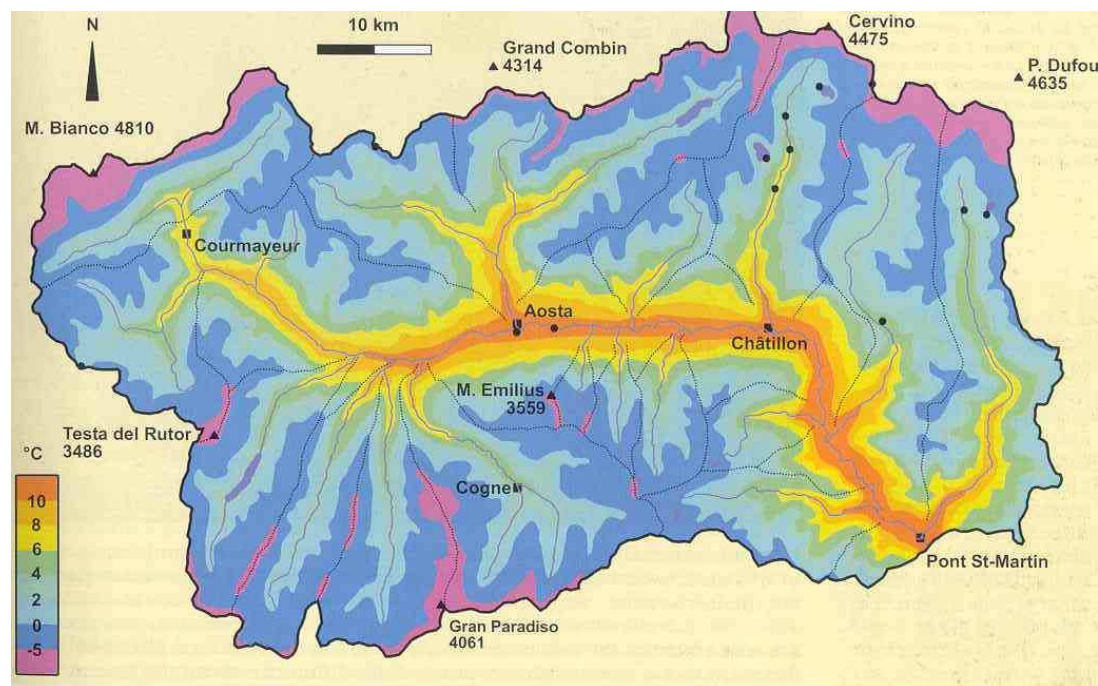 N
10 km
Cervino
4475
Grand Combin
4314
P. Dufou
4635
M. Bianco 4810
Courmayeur
Aosta
Châtillon
M. Emilius
3559
Testa del Rutor
3486
°C
10
8
6
4
2
0
-5
Cogne
Pont St-Martin
Gran Paradiso
4061